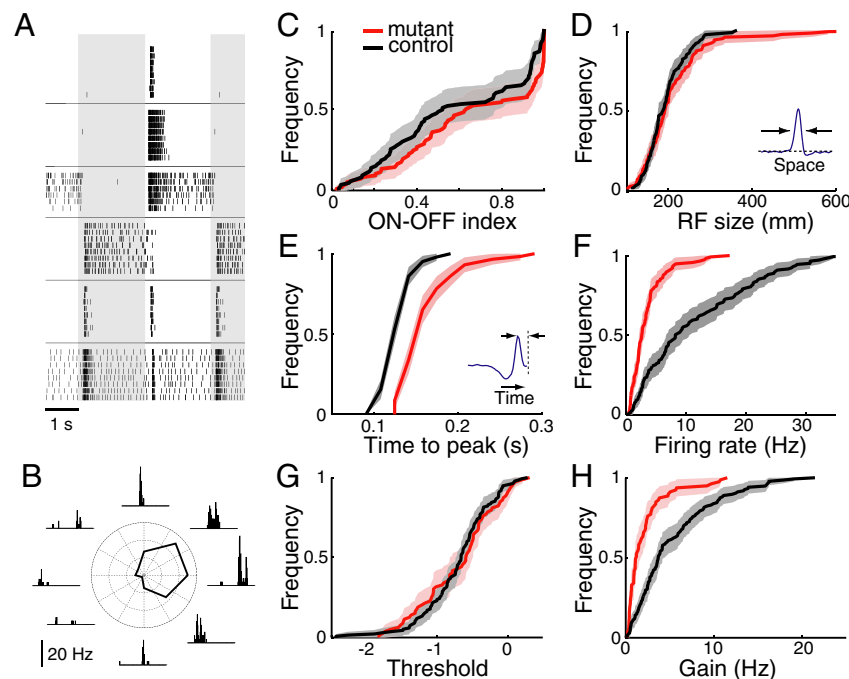 A
1 s
B
20 Hz
C
mutant
control
Frequency
1
0.5
0
0
0.4
0.8
ON-OFF index
D
Frequency
1
0.5
0
200
400
600
RF size (mm)
Space
E
Frequency
1
0.5
0
0.1
0.2
0.3
Time to peak (s)
Time
F
Frequency
1
0.5
0
0
10
20
30
Firing rate (Hz)
G
Frequency
1
0.5
0
-2
-1
0
Threshold
H
Frequency
1
0.5
0
0
10
20
Gain (Hz)